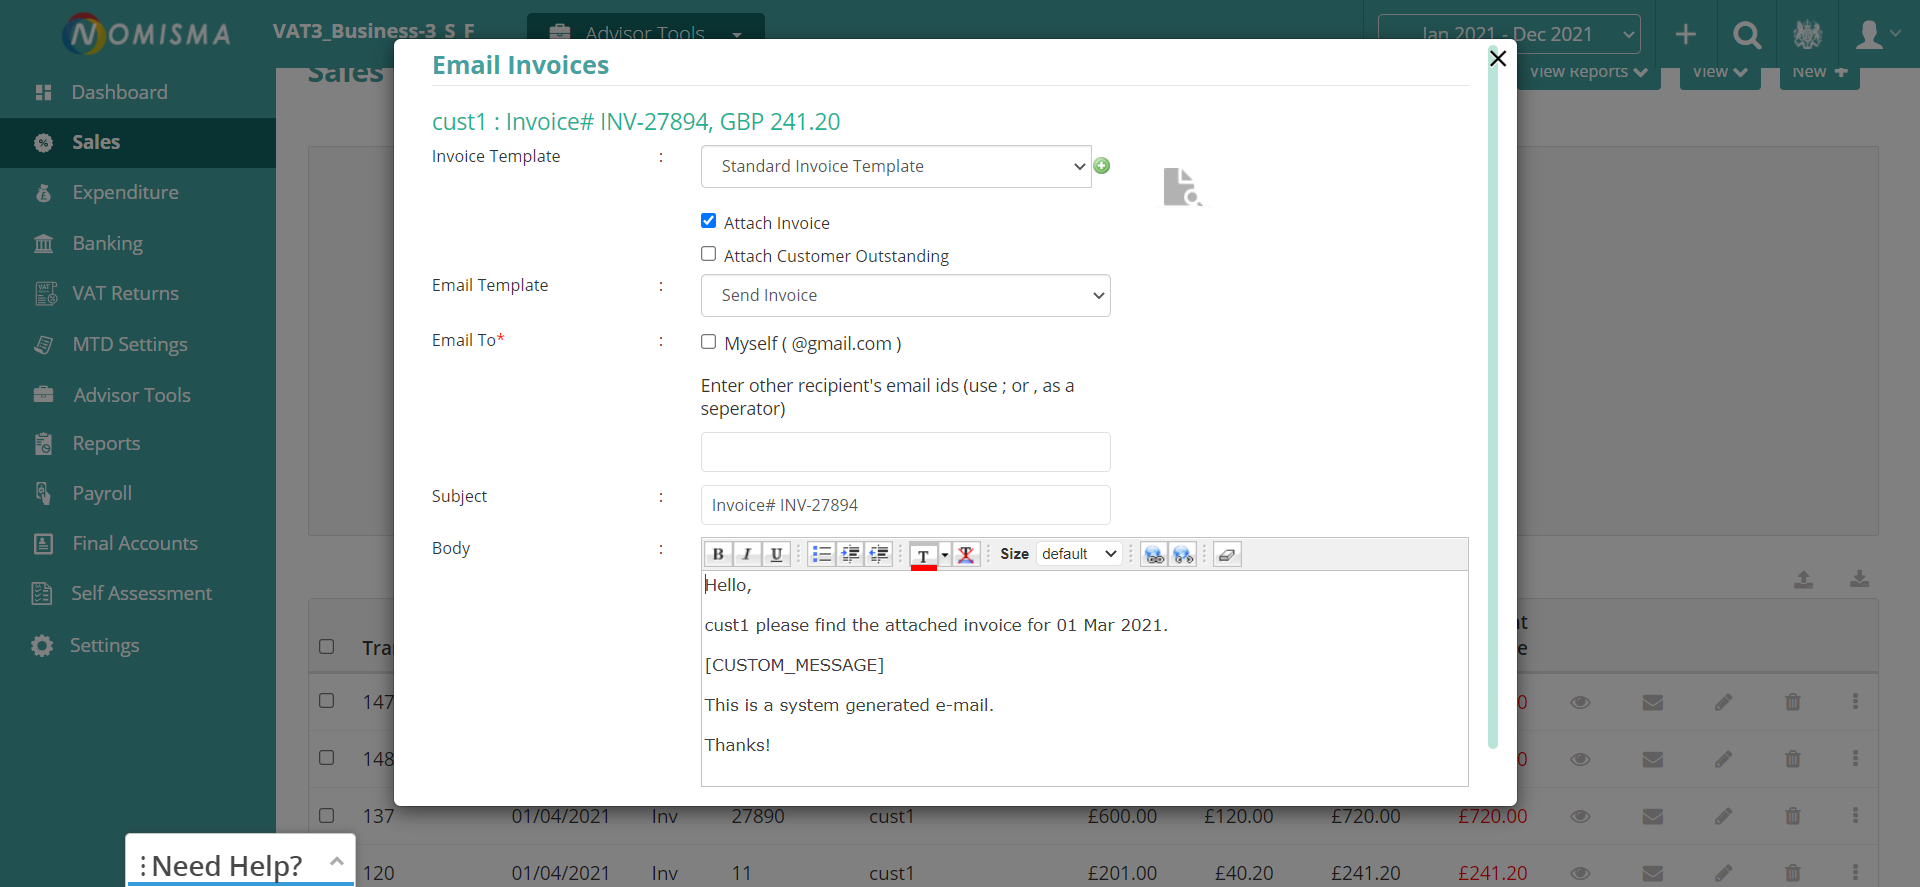 NOMISMA
VAT3_Business-3 S F
Advisor Tools
Jan 2021 - Dec 2021
Dashboard
Sales
Expenditure
Banking
VAT Returns
MTD Settings
Advisor Tools
Reports
Payroll
Final Accounts
Self Assessment
Settings
Sales
View Reports
View
New
Email Invoices
cust1 : Invoice# INV-27894, GBP 241.20
Invoice Template :
Standard Invoice Template
Attach Invoice
Attach Customer Outstanding
Email Template :
Send Invoice
Email To* :
Myself ( @gmail.com )
Enter other recipient's email ids (use ; or , as a
seperator)
Subject :
Invoice# INV-27894
Body :
B I U T T Size default
Hello,
cust1 please find the attached invoice for 01 Mar 2021.
[CUSTOM_MESSAGE]
This is a system generated e-mail.
Thanks!
147
148
137 01/04/2021 Inv 27890 cust1 £600.00 £120.00 £720.00 £720.00
120 01/04/2021 Inv 11 cust1 £201.00 £40.20 £241.20 £241.20
Need Help?